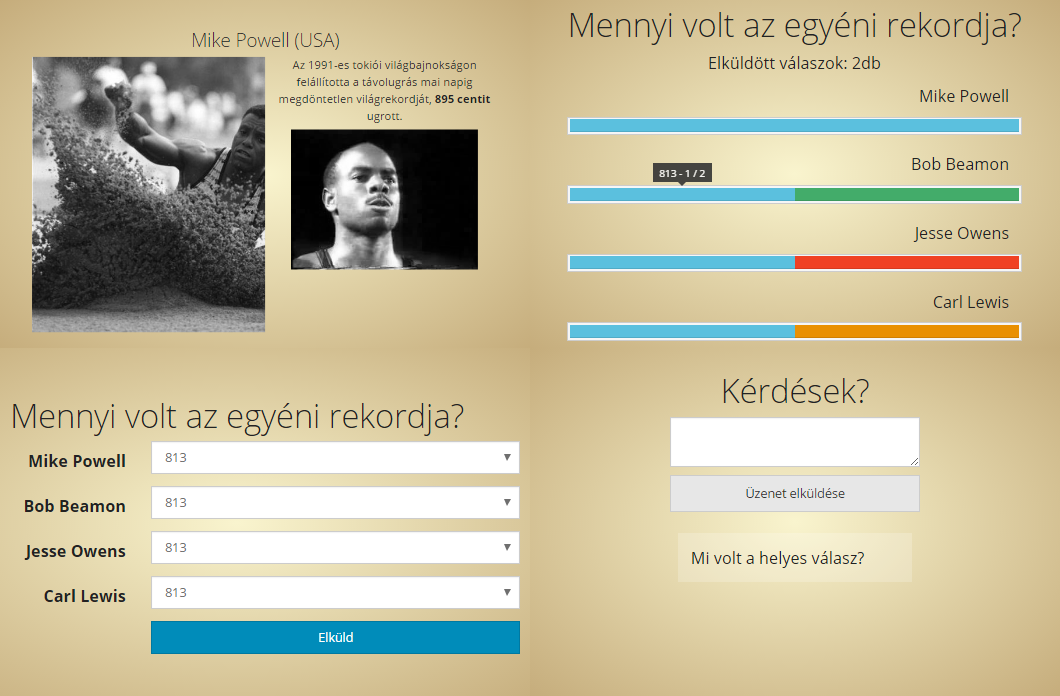 Mike Powell (USA)
Az 1991-es tokiói világbajnokságon
felállította a távolugrás mai napig
megdöntetlen világrekordját, 895 centit
ugrott.
Mennyi volt az egyéni rekordja?
Elküldött válaszok: 2db
Mike Powell
Bob Beamon
813 - 1 / 2
Jesse Owens
Carl Lewis
Mennyi volt az egyéni rekordja?
Mike Powell 813
Bob Beamon 813
Jesse Owens 813
Carl Lewis 813
Elküld
Kérdések?
Üzenet elküldése
Mi volt a helyes válasz?